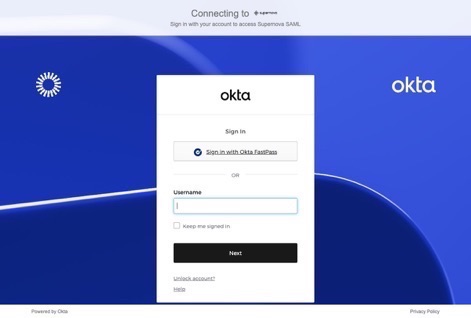 Connecting to supernova
Sign in with your account to access Supernova SAML
okta
okta
Sign In
Sign in with Okta FastPass
OR
Username
Keep me signed in
Next
Unlock account?
Help
Powered by Okta
Privacy Policy